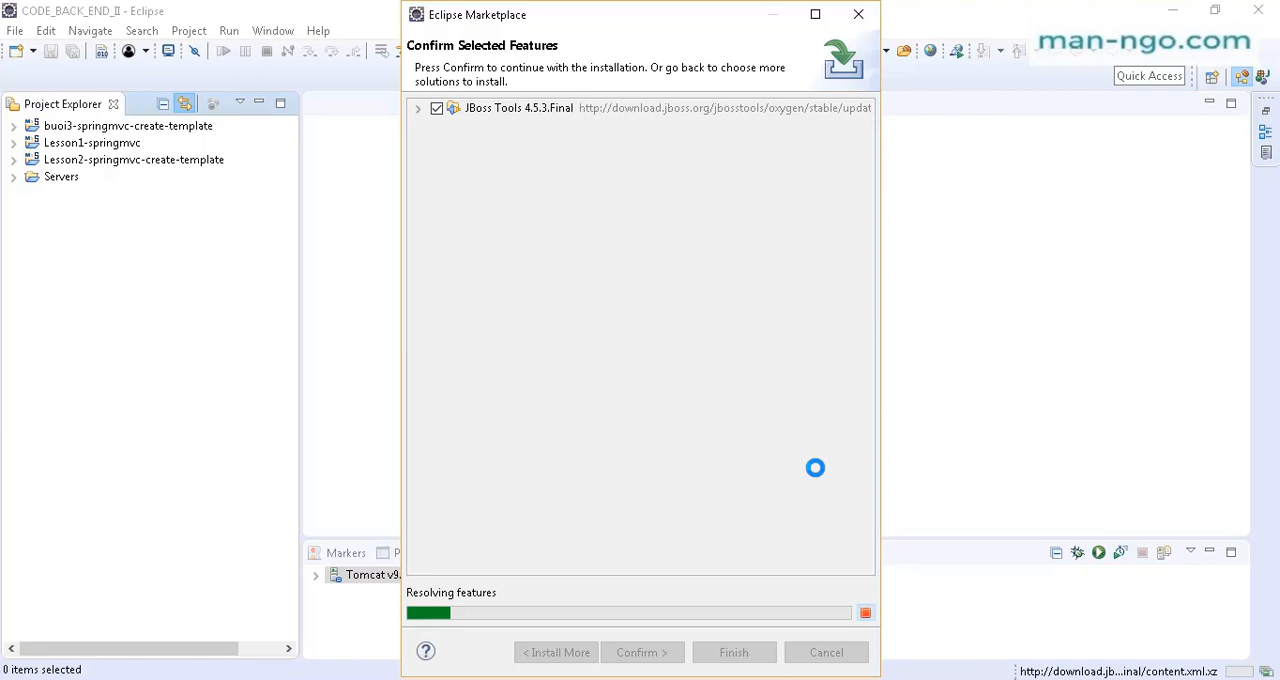 CODE_BACK_END_II - Eclipse
File Edit Navigate Search Project Run Window Help
man-ngo.com
Quick Access
Project Explorer
buoi3-springmvc-create-template
Lesson1-springmvc
Lesson2-springmvc-create-template
Servers
Eclipse Marketplace
Confirm Selected Features
Press Confirm to continue with the installation. Or go back to choose more
solutions to install.
JBoss Tools 4.5.3.Final http://download.jboss.org/jbosstools/oxygen/stable/updat
Markers P
Tomcat v9.
Resolving features
< Install More Confirm > Finish Cancel
0 items selected
http://download.jb...inal/content.xml.xz